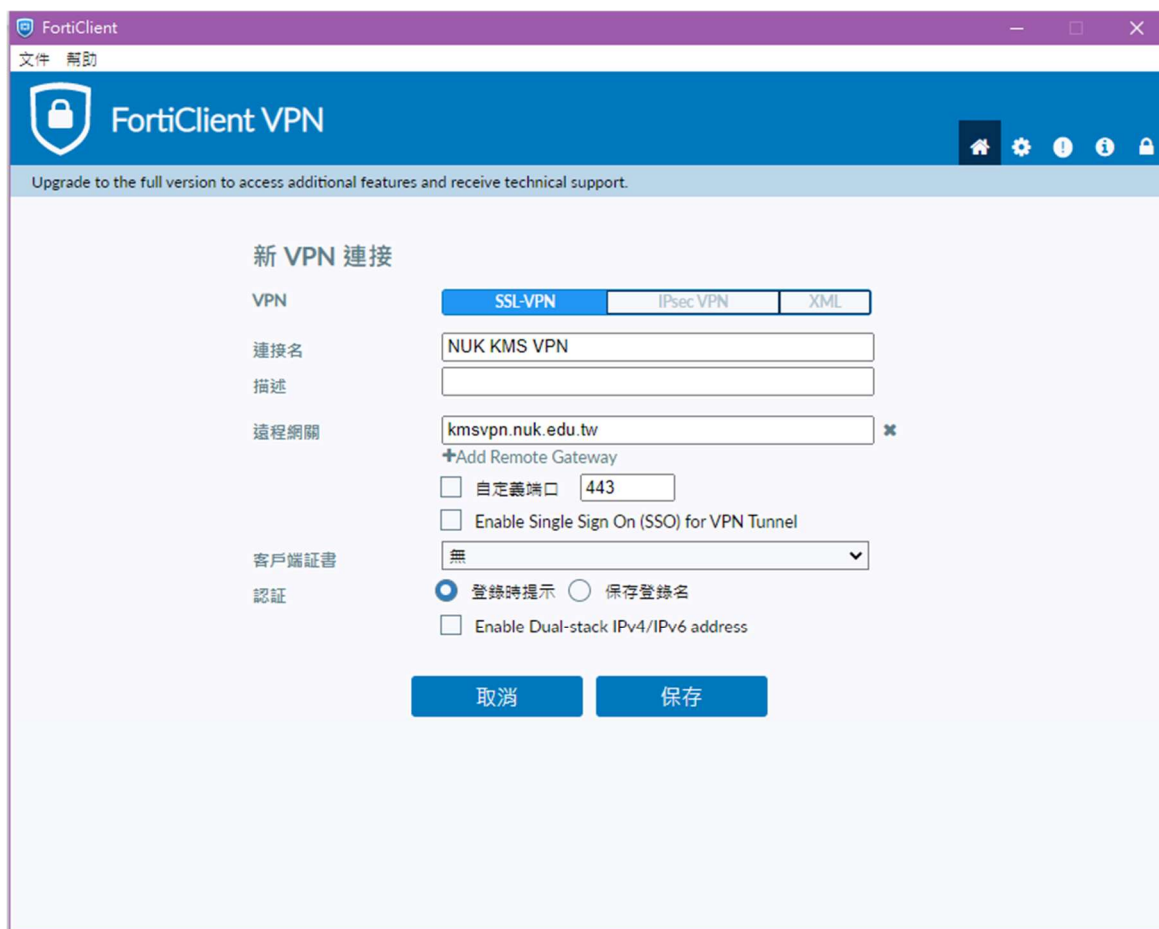 FortiClient
文件 幫助
FortiClient VPN
Upgrade to the full version to access additional features and receive technical support.
新 VPN 連接
VPN SSL-VPN IPsec VPN XML
連接名 NUK KMS VPN
描述
遠程網關 kmsvpn.nuk.edu.tw
+Add Remote Gateway
自定義端口 443
Enable Single Sign On (SSO) for VPN Tunnel
客戶端証書 無
認証 登錄時提示 保存登錄名
Enable Dual-stack IPv4/IPv6 address
取消 保存